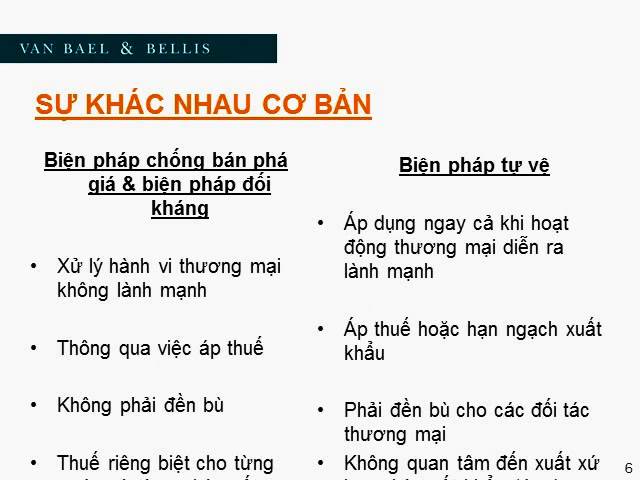 VAN BAEL & BELLIS
SỰ KHÁC NHAU CƠ BẢN
Biện pháp chống bán phá
giá & biện pháp đối
kháng
• Xử lý hành vi thương mại
không lành mạnh
• Thông qua việc áp thuế
• Không phải đền bù
• Thuế riêng biệt cho từng
Biện pháp tự vệ
• Áp dụng ngay cả khi hoạt
động thương mại diễn ra
lành mạnh
• Áp thuế hoặc hạn ngạch xuất
khẩu
• Phải đền bù cho các đối tác
thương mại
• Không quan tâm đến xuất xứ
6